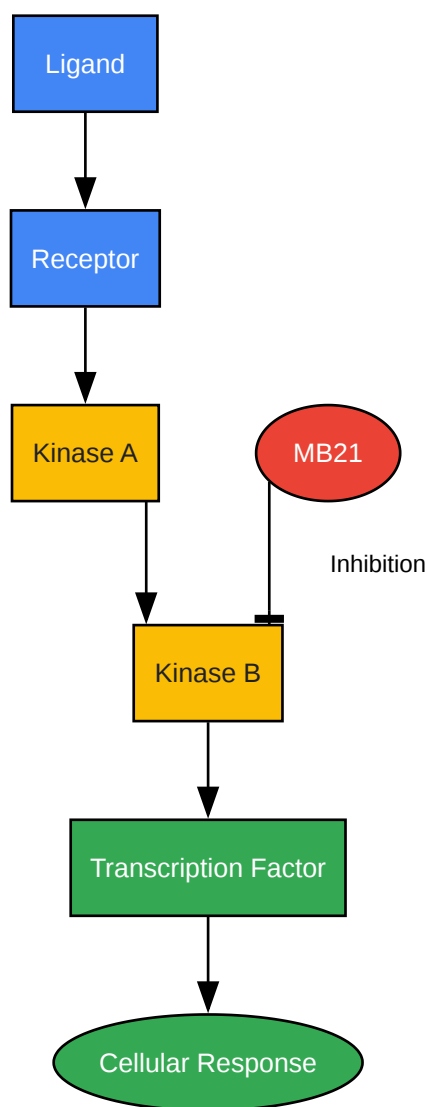 Ligand
Receptor
Kinase A
MB21
Inhibition
Kinase B
Transcription Factor
Cellular Response